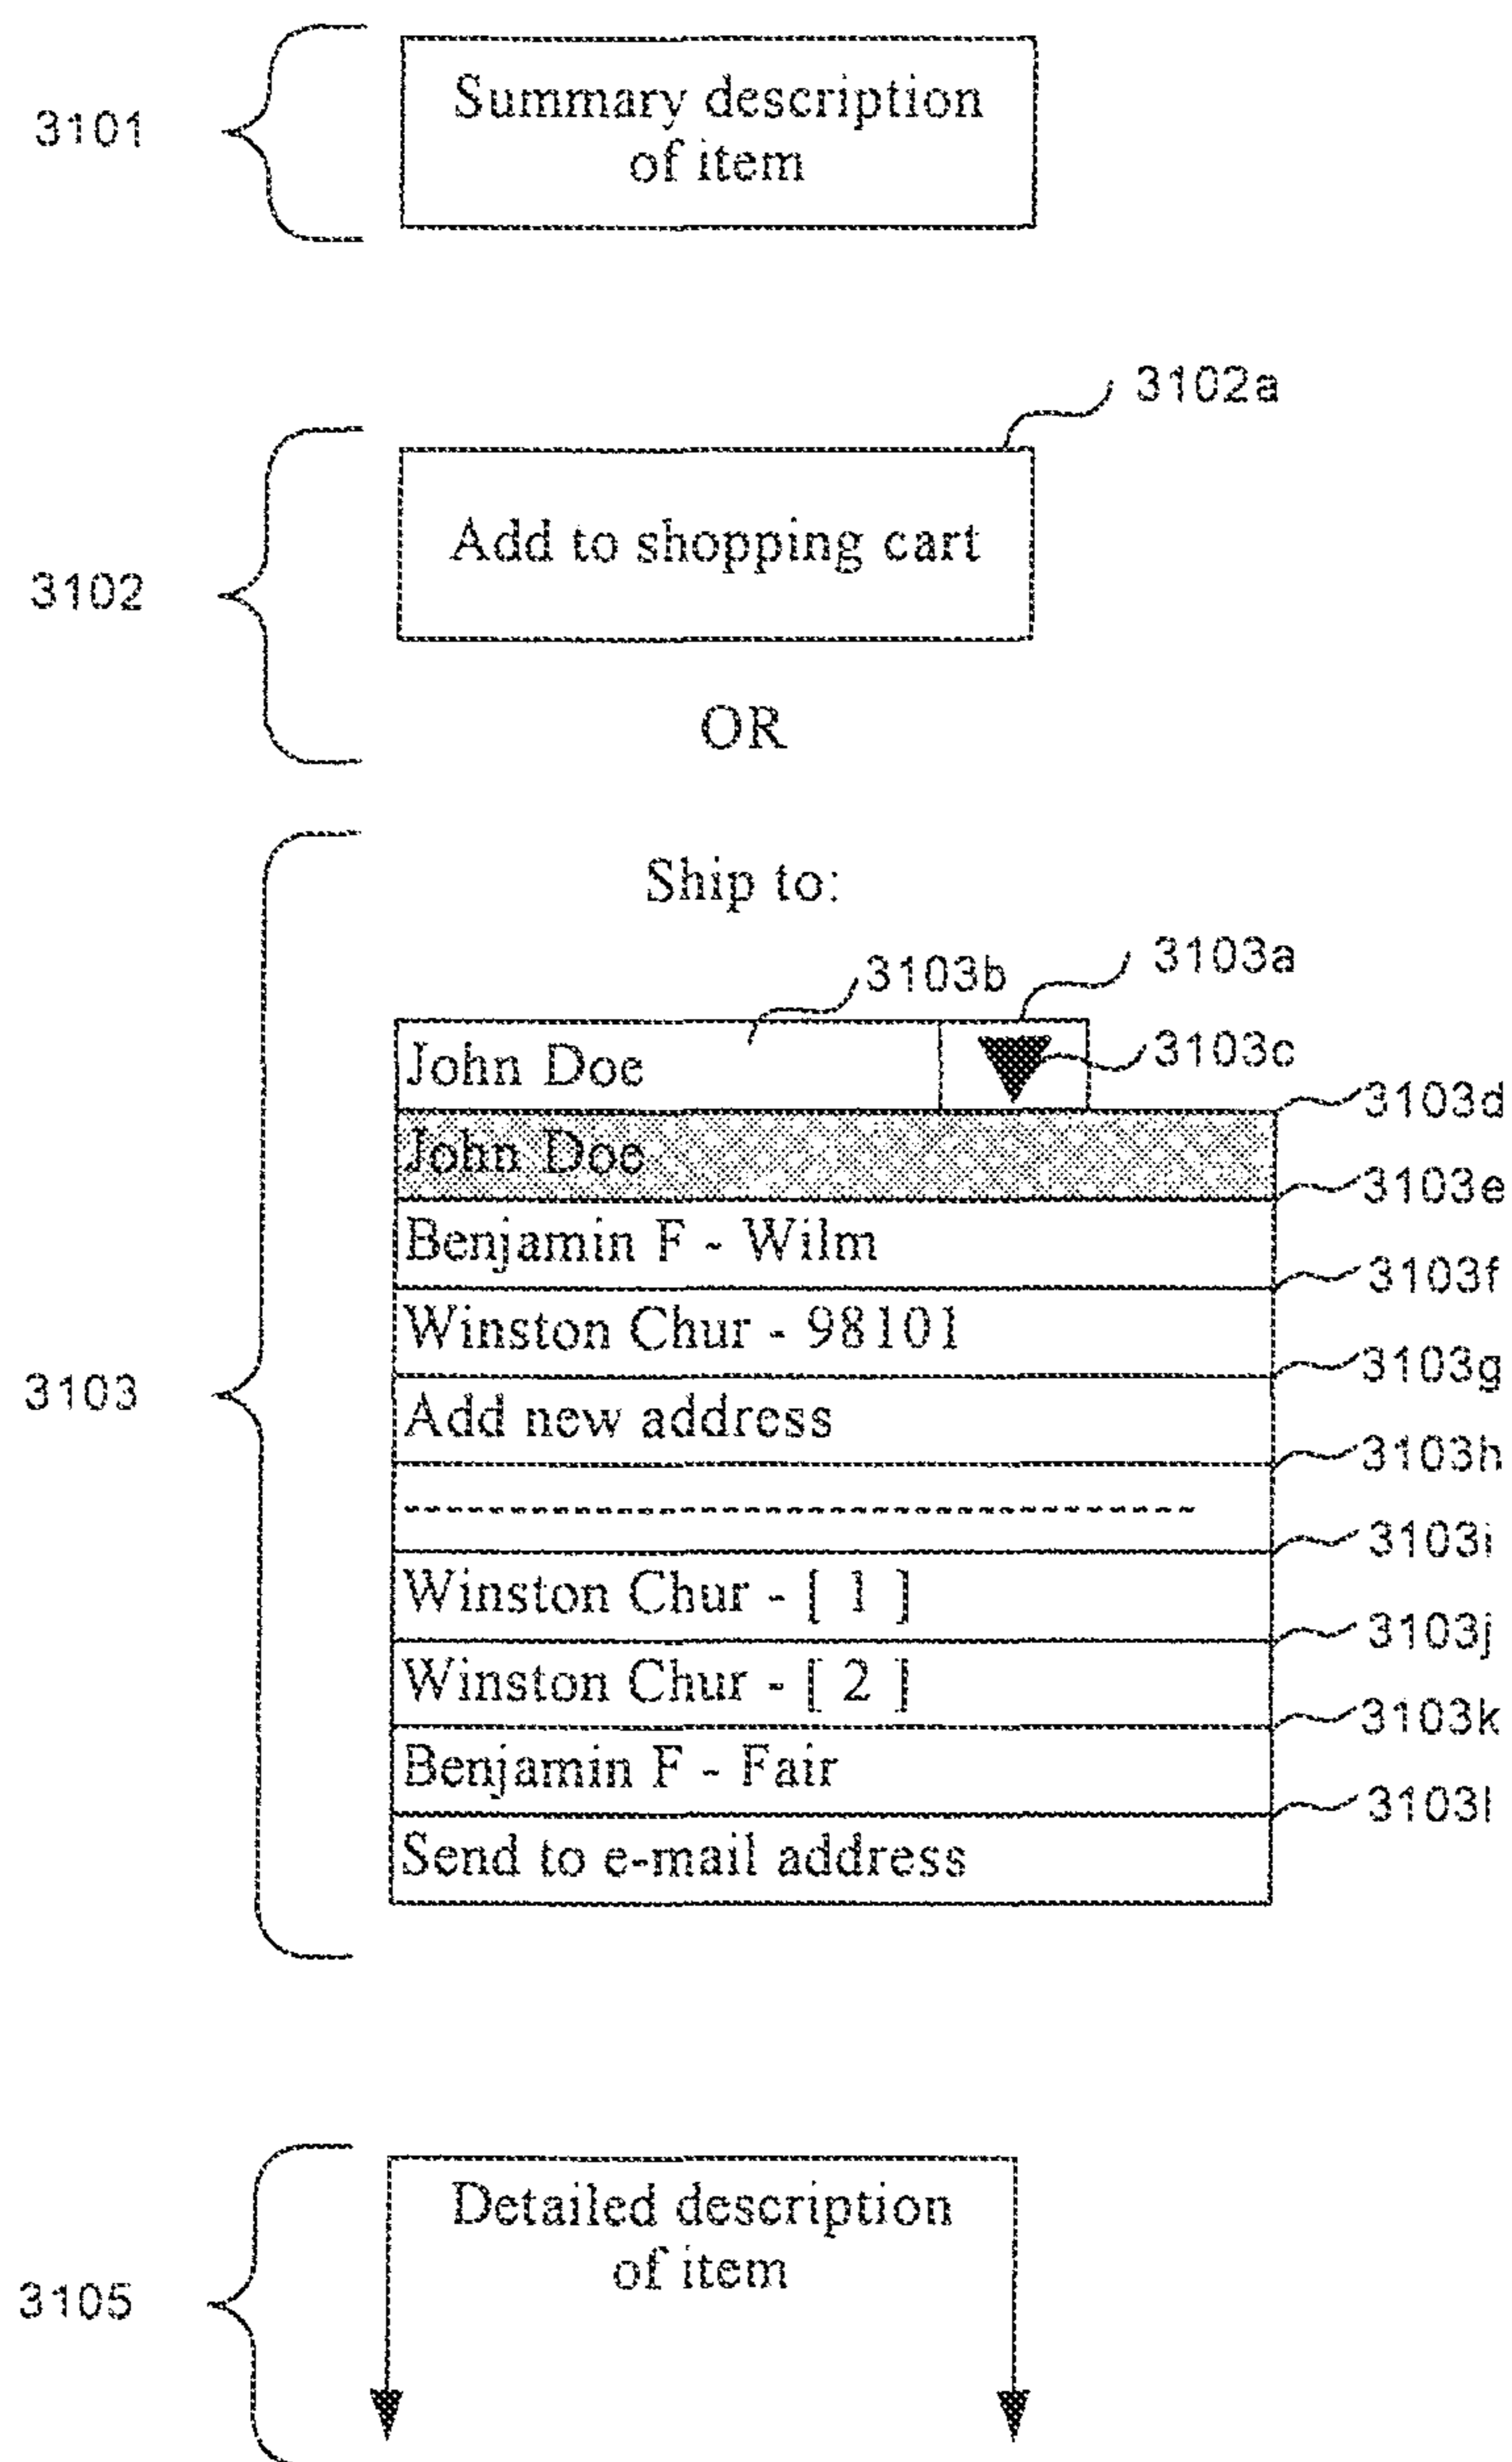 3101
Summary description
of item
3102a
3102
Add to shopping cart
OR
Ship to:
3103b
3103a
John Doe
3103c
3103d
John Doe
3103e
Benjamin F - Wilm
3103f
Winston Chur - 98101
3103g
3103
Add new address
3103h
--------------------------------
3103i
Winston Chur - [ 1 ]
3103j
Winston Chur - [ 2 ]
3103k
Benjamin F - Fair
3103l
Send to e-mail address
3105
Detailed description
of item